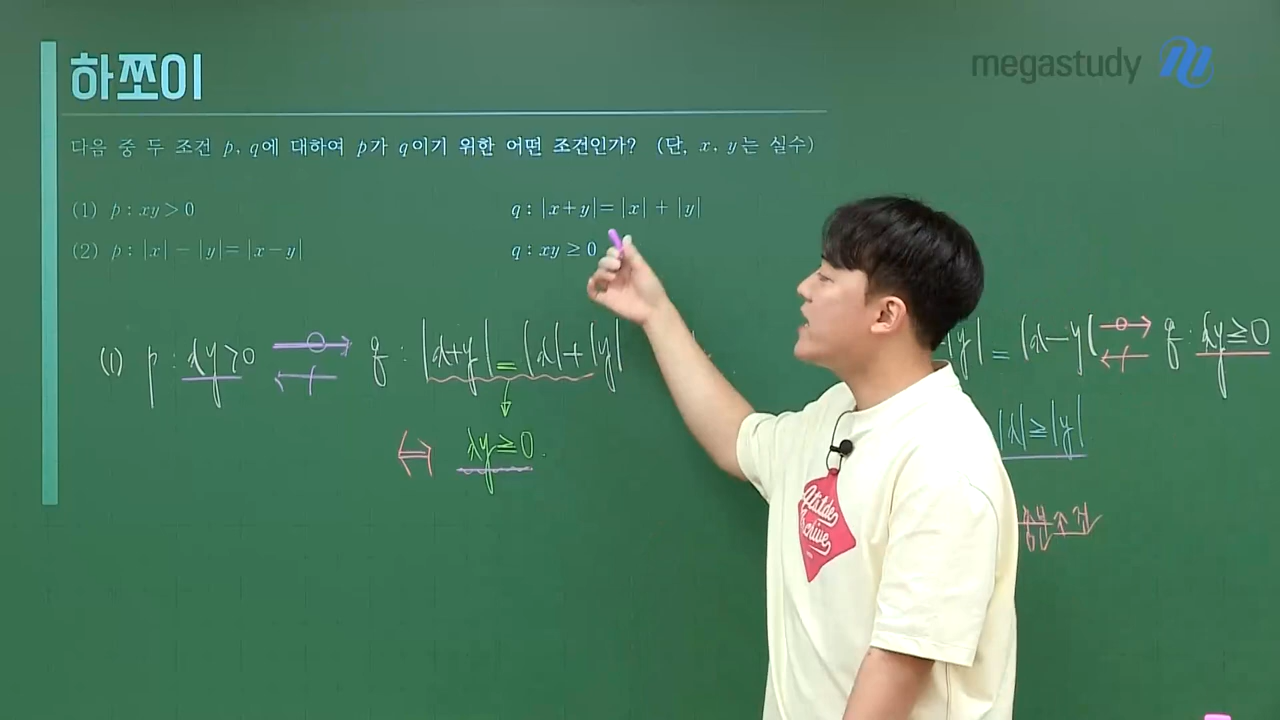 하쪼이
megastudy
다음 중 두 조건 p, q에 대하여 p가 q이기 위한 어떤 조건인가? (단, x, y는 실수)
(1) p : xy > 0 q : |x+y| = |x| + |y|
(2) p : |x| − |y| = |x−y| q : xy ≥ 0
(1) p : xy > 0 q : |x+y| = |x|+|y|
↔ xy ≥ 0.
|y| = |x−y| q : xy ≥ 0
|x| ≥ |y|
Atitde